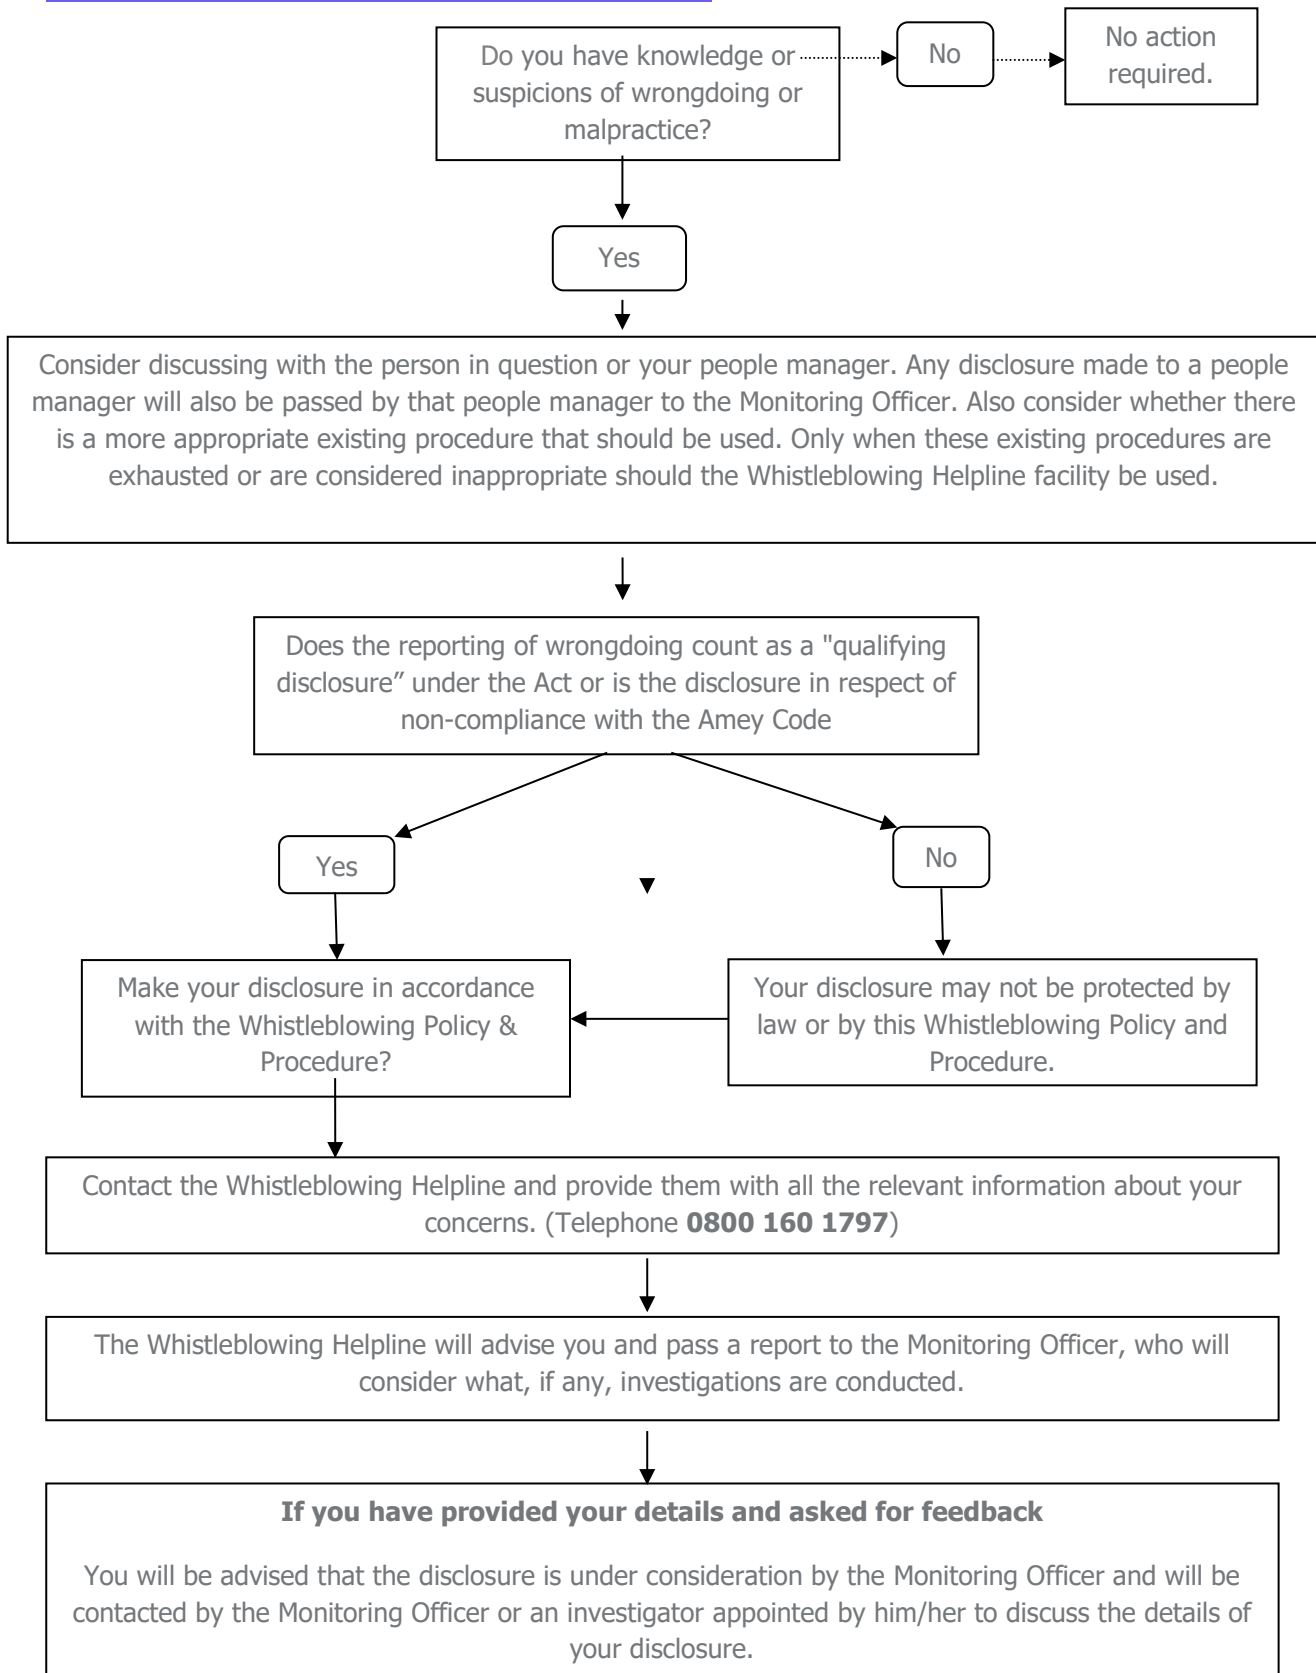 Do you have knowledge or
suspicions of wrongdoing or
malpractice?
No
No action
required.
Yes
Consider discussing with the person in question or your people manager. Any disclosure made to a people
manager will also be passed by that people manager to the Monitoring Officer. Also consider whether there
is a more appropriate existing procedure that should be used. Only when these existing procedures are
exhausted or are considered inappropriate should the Whistleblowing Helpline facility be used.
Does the reporting of wrongdoing count as a "qualifying
disclosure” under the Act or is the disclosure in respect of
non-compliance with the Amey Code
Yes
No
Make your disclosure in accordance
with the Whistleblowing Policy &
Procedure?
Your disclosure may not be protected by
law or by this Whistleblowing Policy and
Procedure.
Contact the Whistleblowing Helpline and provide them with all the relevant information about your
concerns. (Telephone 0800 160 1797)
The Whistleblowing Helpline will advise you and pass a report to the Monitoring Officer, who will
consider what, if any, investigations are conducted.
If you have provided your details and asked for feedback
You will be advised that the disclosure is under consideration by the Monitoring Officer and will be
contacted by the Monitoring Officer or an investigator appointed by him/her to discuss the details of
your disclosure.